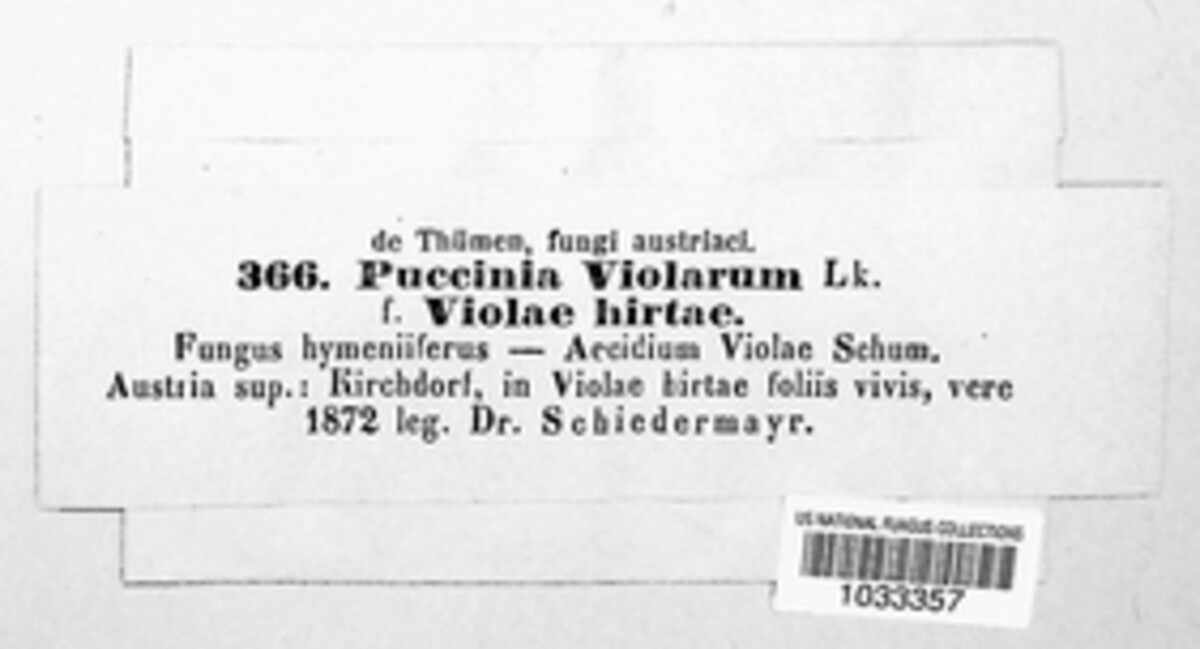 de Thümen, fungi austriaci.
366. Puccinia Violarum Lk.
f. Violae hirtae.
Fungus hymeniiferus — Aecidium Violae Schum.
Austria sup.: Kirchdorf, in Violae hirtae foliis vivis, vere
1872 leg. Dr. Schiedermayr.
US NATIONAL FUNGUS COLLECTIONS
1033357